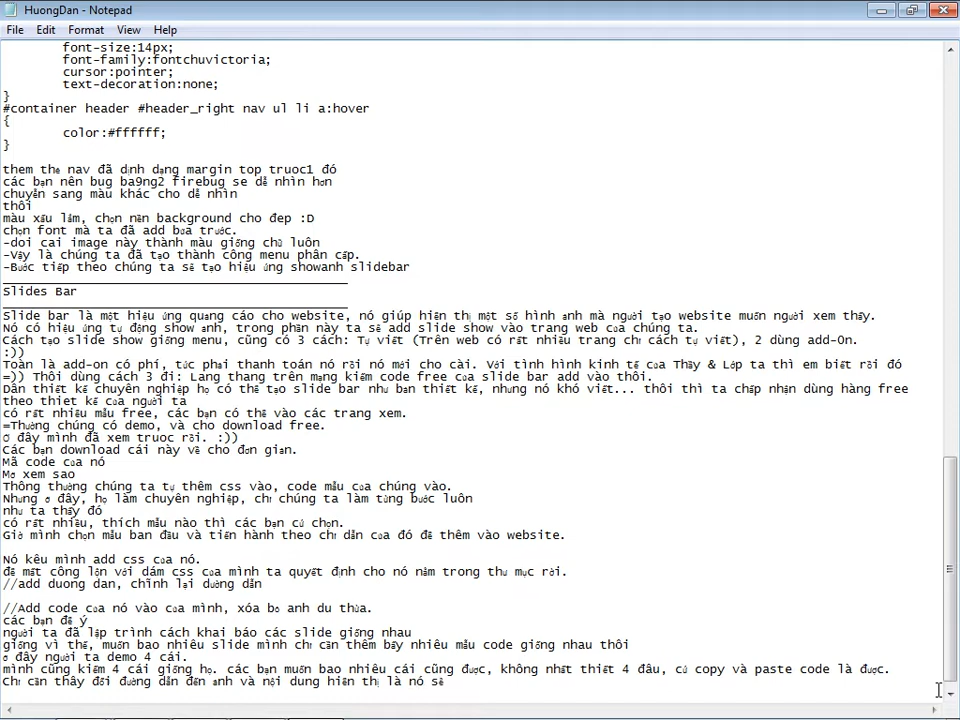 HuongDan - Notepad
File Edit Format View Help
font-size:14px;
font-family:fontchuvictoria;
cursor:pointer;
text-decoration:none;
}
#container header #header_right nav ul li a:hover
{
color:#ffffff;
}
them thẻ nav đã định dạng margin top truoc1 đó
các bạn nên bug ba9ng2 firebug se dễ nhìn hơn
chuyển sang màu khác cho dễ nhìn
thôi
màu xấu lắm, chọn nền background cho đep :D
chọn font mà ta đã add bữa trước.
-doi cai image này thành màu giống chữ luôn
-Vậy là chúng ta đã tạo thành công menu phân cấp.
-Bước tiếp theo chúng ta sẽ tạo hiệu ứng showanh slidebar
Slides Bar
Slide bar là một hiệu ứng quảng cáo cho website, nó giúp hiển thị một số hình ảnh mà người tạo website muốn người xem thấy.
Nó có hiệu ứng tự động show ảnh, trong phần này ta sẽ add slide show vào trang web của chúng ta.
Cách tạo slide show giống menu, cũng có 3 cách: Tự viết (Trên web có rất nhiều trang chỉ cách tự viết), 2 dùng add-On.
:))
Toàn là add-on có phí, tức phải thanh toán nó rồi nó mới cho cài. Với tình hình kinh tế của Thầy & Lớp ta thì em biết rồi đó
=)) Thôi dùng cách 3 đi: Lang thang trên mạng kiếm code free của slide bar add vào thôi.
Dân thiết kế chuyên nghiệp họ có thể tạo slide bar như bạn thiết kế, nhưng nó khó viết... thôi thì ta chấp nhận dùng hàng free
theo thiet kế của người ta
có rất nhiều mẫu free, các bạn có thể vào các trang xem.
=Thường chúng có demo, và cho download free.
ở đây mình đã xem truoc rồi. :))
Các bạn download cái này về cho đơn giản.
Mã code của nó
Mở xem sao
Thông thường chúng ta tự thêm css vào, code mẫu của chúng vào.
Nhưng ở đây, họ làm chuyên nghiệp, chỉ chúng ta làm từng bước luôn
như ta thấy đó
có rất nhiều, thích mẫu nào thì các bạn cứ chọn.
Giờ mình chọn mẫu ban đầu và tiến hành theo chỉ dẫn của đó để thêm vào website.
Nó kêu mình add css của nó.
để mất công lộn với dám css của mình ta quyết định cho nó nằm trong thư mục rời.
//add duong dan, chỉnh lại dường dẫn
//Add code của nó vào của mình, xóa bỏ anh du thừa.
các bạn để ý
người ta đã lập trình cách khai báo các slide giống nhau
giống vì thế, muốn bao nhiêu slide mình chỉ cần thêm bấy nhiêu mẫu code giống nhau thôi
ở đây người ta demo 4 cái.
mình cũng kiếm 4 cái giống họ. các bạn muốn bao nhiêu cái cũng được, không nhất thiết 4 đâu, cứ copy và paste code là được.
Chỉ cần thây đổi đường dẫn đến ảnh và nội dung hiển thị là nó sẽ